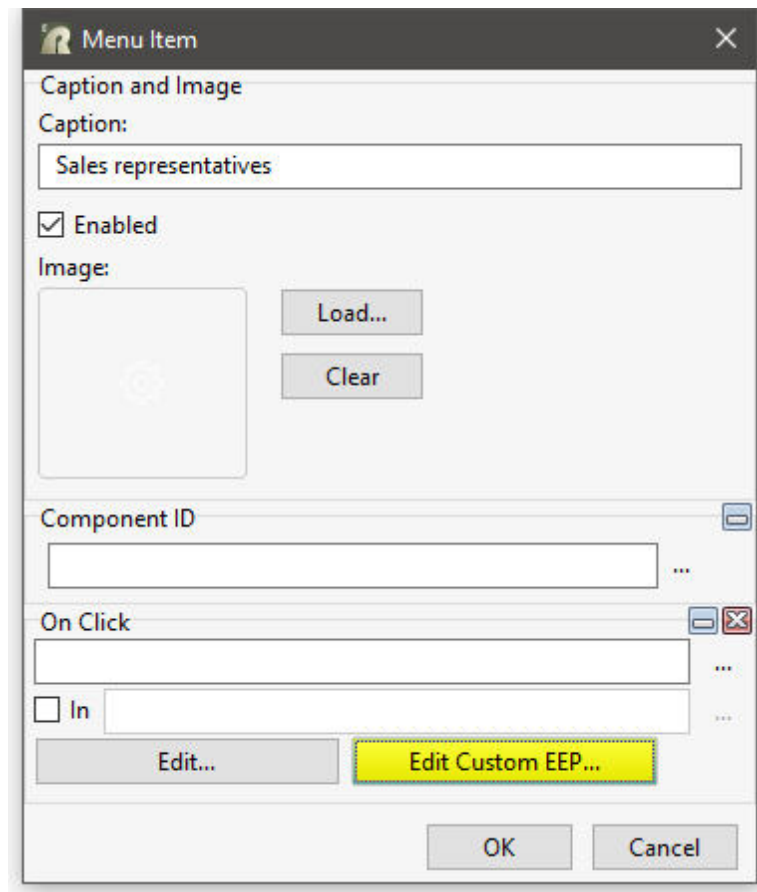 Menu Item
Caption and Image
Caption:
Sales representatives
Enabled
Image:
Load...
Clear
Component ID
...
On Click
...
In
...
Edit...
Edit Custom EEP...
OK
Cancel